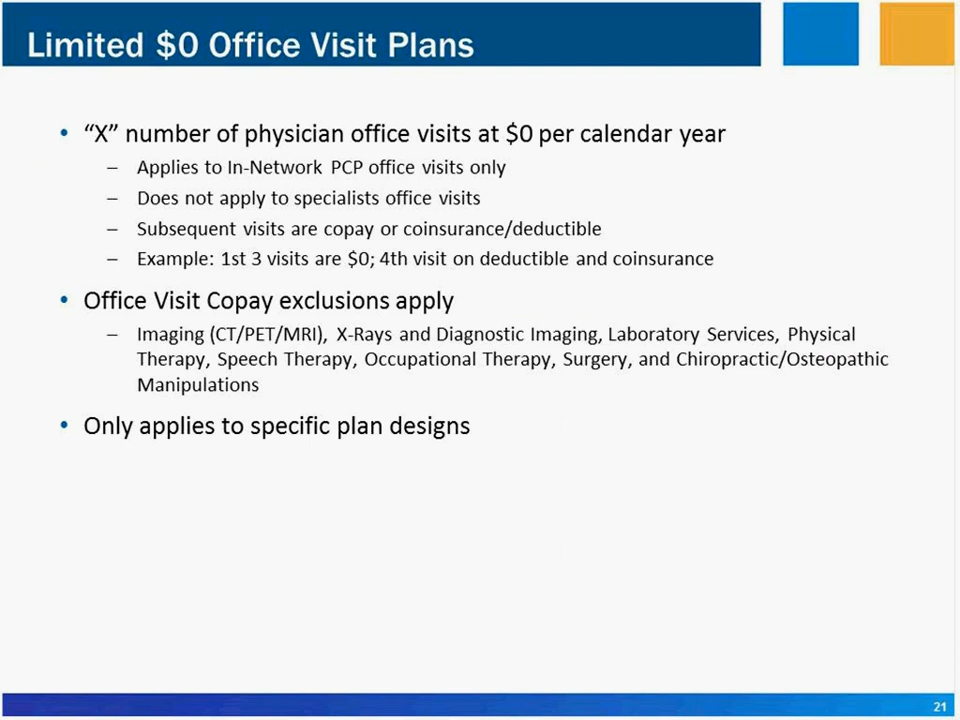 Limited $0 Office Visit Plans
• “X” number of physician office visits at $0 per calendar year
– Applies to In-Network PCP office visits only
– Does not apply to specialists office visits
– Subsequent visits are copay or coinsurance/deductible
– Example: 1st 3 visits are $0; 4th visit on deductible and coinsurance
• Office Visit Copay exclusions apply
– Imaging (CT/PET/MRI), X-Rays and Diagnostic Imaging, Laboratory Services, Physical
Therapy, Speech Therapy, Occupational Therapy, Surgery, and Chiropractic/Osteopathic
Manipulations
• Only applies to specific plan designs
21